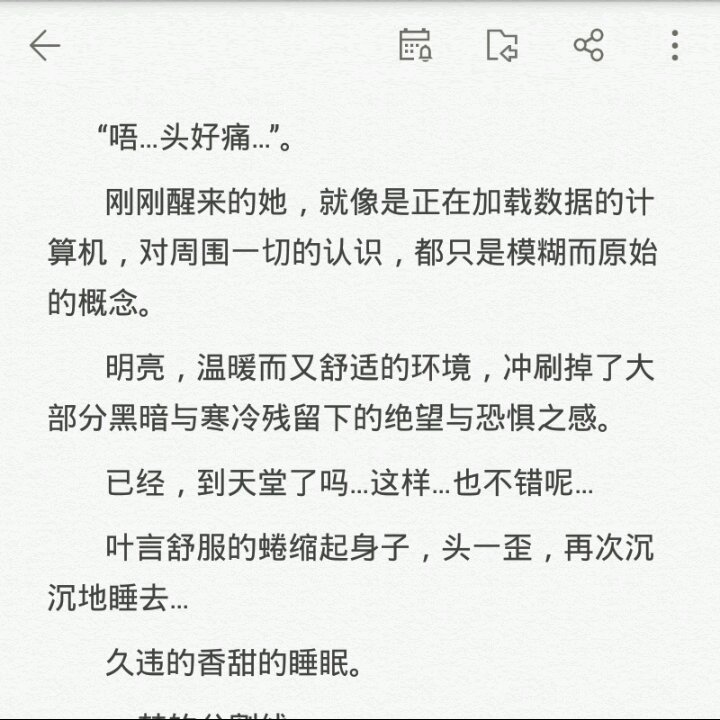 “唔...头好痛...”。
刚刚醒来的她，就像是正在加载数据的计
算机，对周围一切的认识，都只是模糊而原始
的概念。
明亮，温暖而又舒适的环境，冲刷掉了大
部分黑暗与寒冷残留下的绝望与恐惧之感。
已经，到天堂了吗...这样...也不错呢...
叶言舒服的蜷缩起身子，头一歪，再次沉
沉地睡去...
久违的香甜的睡眠。